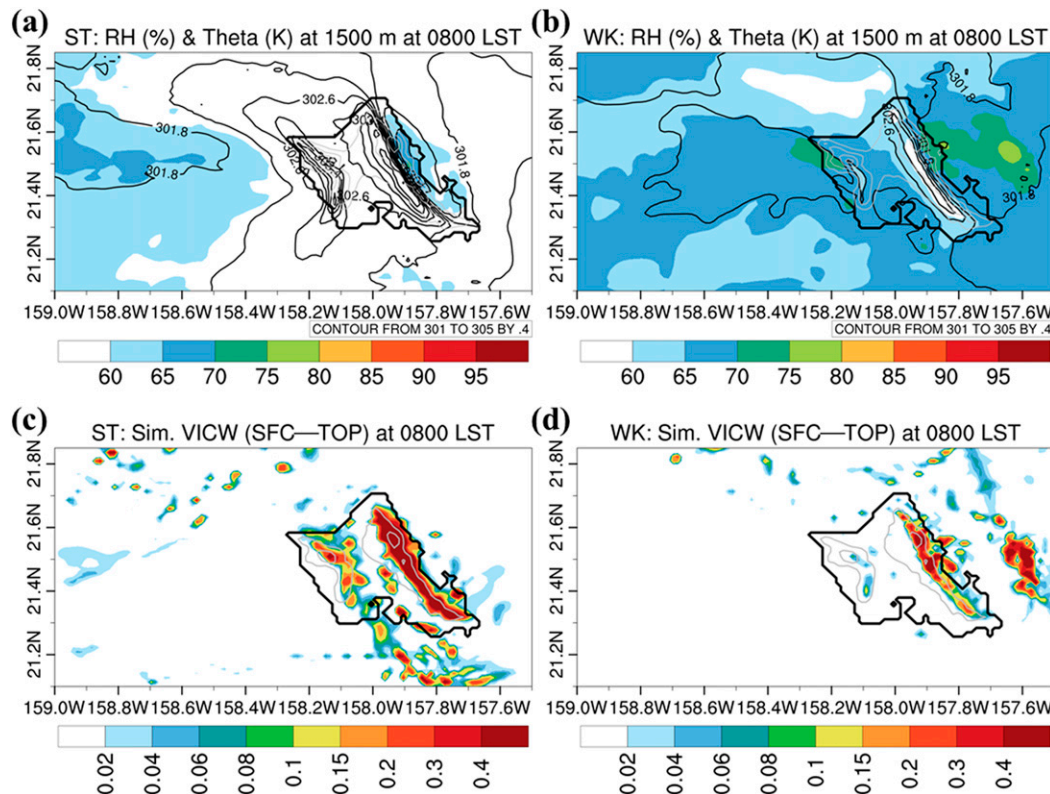 (a)
ST: RH (%) & Theta (K) at 1500 m at 0800 LST
21.8N
21.6N
21.4N
21.2N
302.6
301.8
301.8
301.8
302.6
302.6
159.0W
158.8W
158.6W
158.4W
158.2W
158.0W
157.8W
157.6W
CONTOUR FROM 301 TO 305 BY .4
60 65 70 75 80 85 90 95
(b)
WK: RH (%) & Theta (K) at 1500 m at 0800 LST
21.8N
21.6N
21.4N
21.2N
302.6
301.8
301.8
159.0W
158.8W
158.6W
158.4W
158.2W
158.0W
157.8W
157.6W
CONTOUR FROM 301 TO 305 BY .4
60 65 70 75 80 85 90 95
(c)
ST: Sim. VICW (SFC—TOP) at 0800 LST
21.8N
21.6N
21.4N
21.2N
159.0W
158.8W
158.6W
158.4W
158.2W
158.0W
157.8W
157.6W
0.02 0.04 0.06 0.08 0.1 0.15 0.2 0.3 0.4
(d)
WK: Sim. VICW (SFC—TOP) at 0800 LST
21.8N
21.6N
21.4N
21.2N
159.0W
158.8W
158.6W
158.4W
158.2W
158.0W
157.8W
157.6W
0.02 0.04 0.06 0.08 0.1 0.15 0.2 0.3 0.4